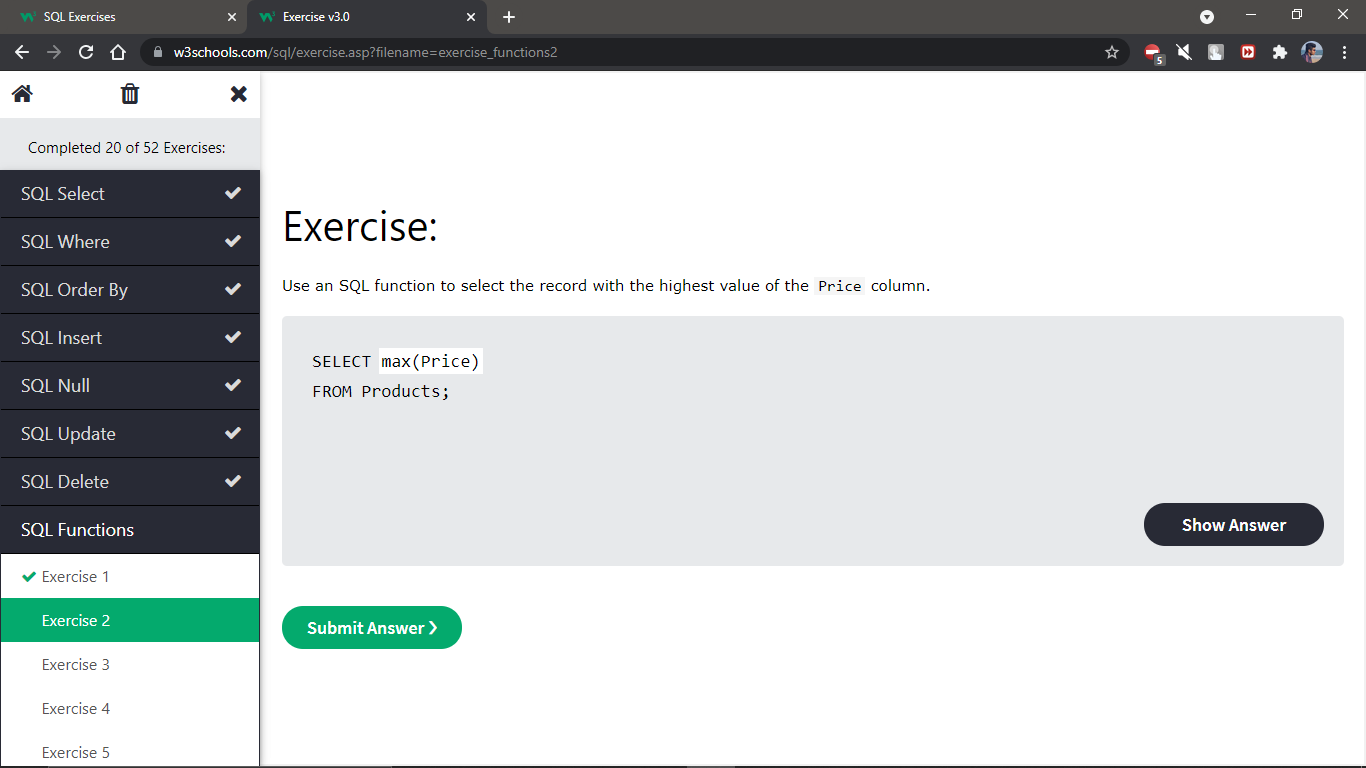 SQL Exercises
Exercise v3.0
w3schools.com/sql/exercise.asp?filename=exercise_functions2
5
Completed 20 of 52 Exercises:
SQL Select
SQL Where
SQL Order By
SQL Insert
SQL Null
SQL Update
SQL Delete
SQL Functions
Exercise 1
Exercise 2
Exercise 3
Exercise 4
Exercise 5
Exercise:
Use an SQL function to select the record with the highest value of the Price column.
SELECT max(Price)
FROM Products;
Show Answer
Submit Answer ❯